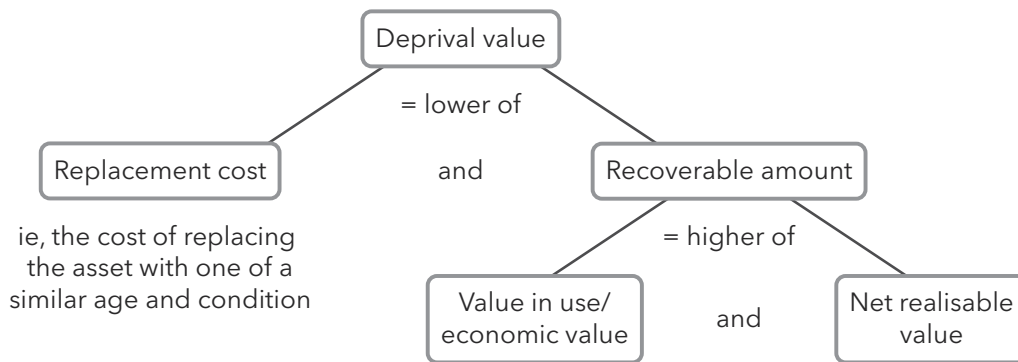 Deprival value
= lower of
Replacement cost
and
Recoverable amount
ie, the cost of replacing
the asset with one of a
similar age and condition
= higher of
Value in use/
economic value
and
Net realisable
value